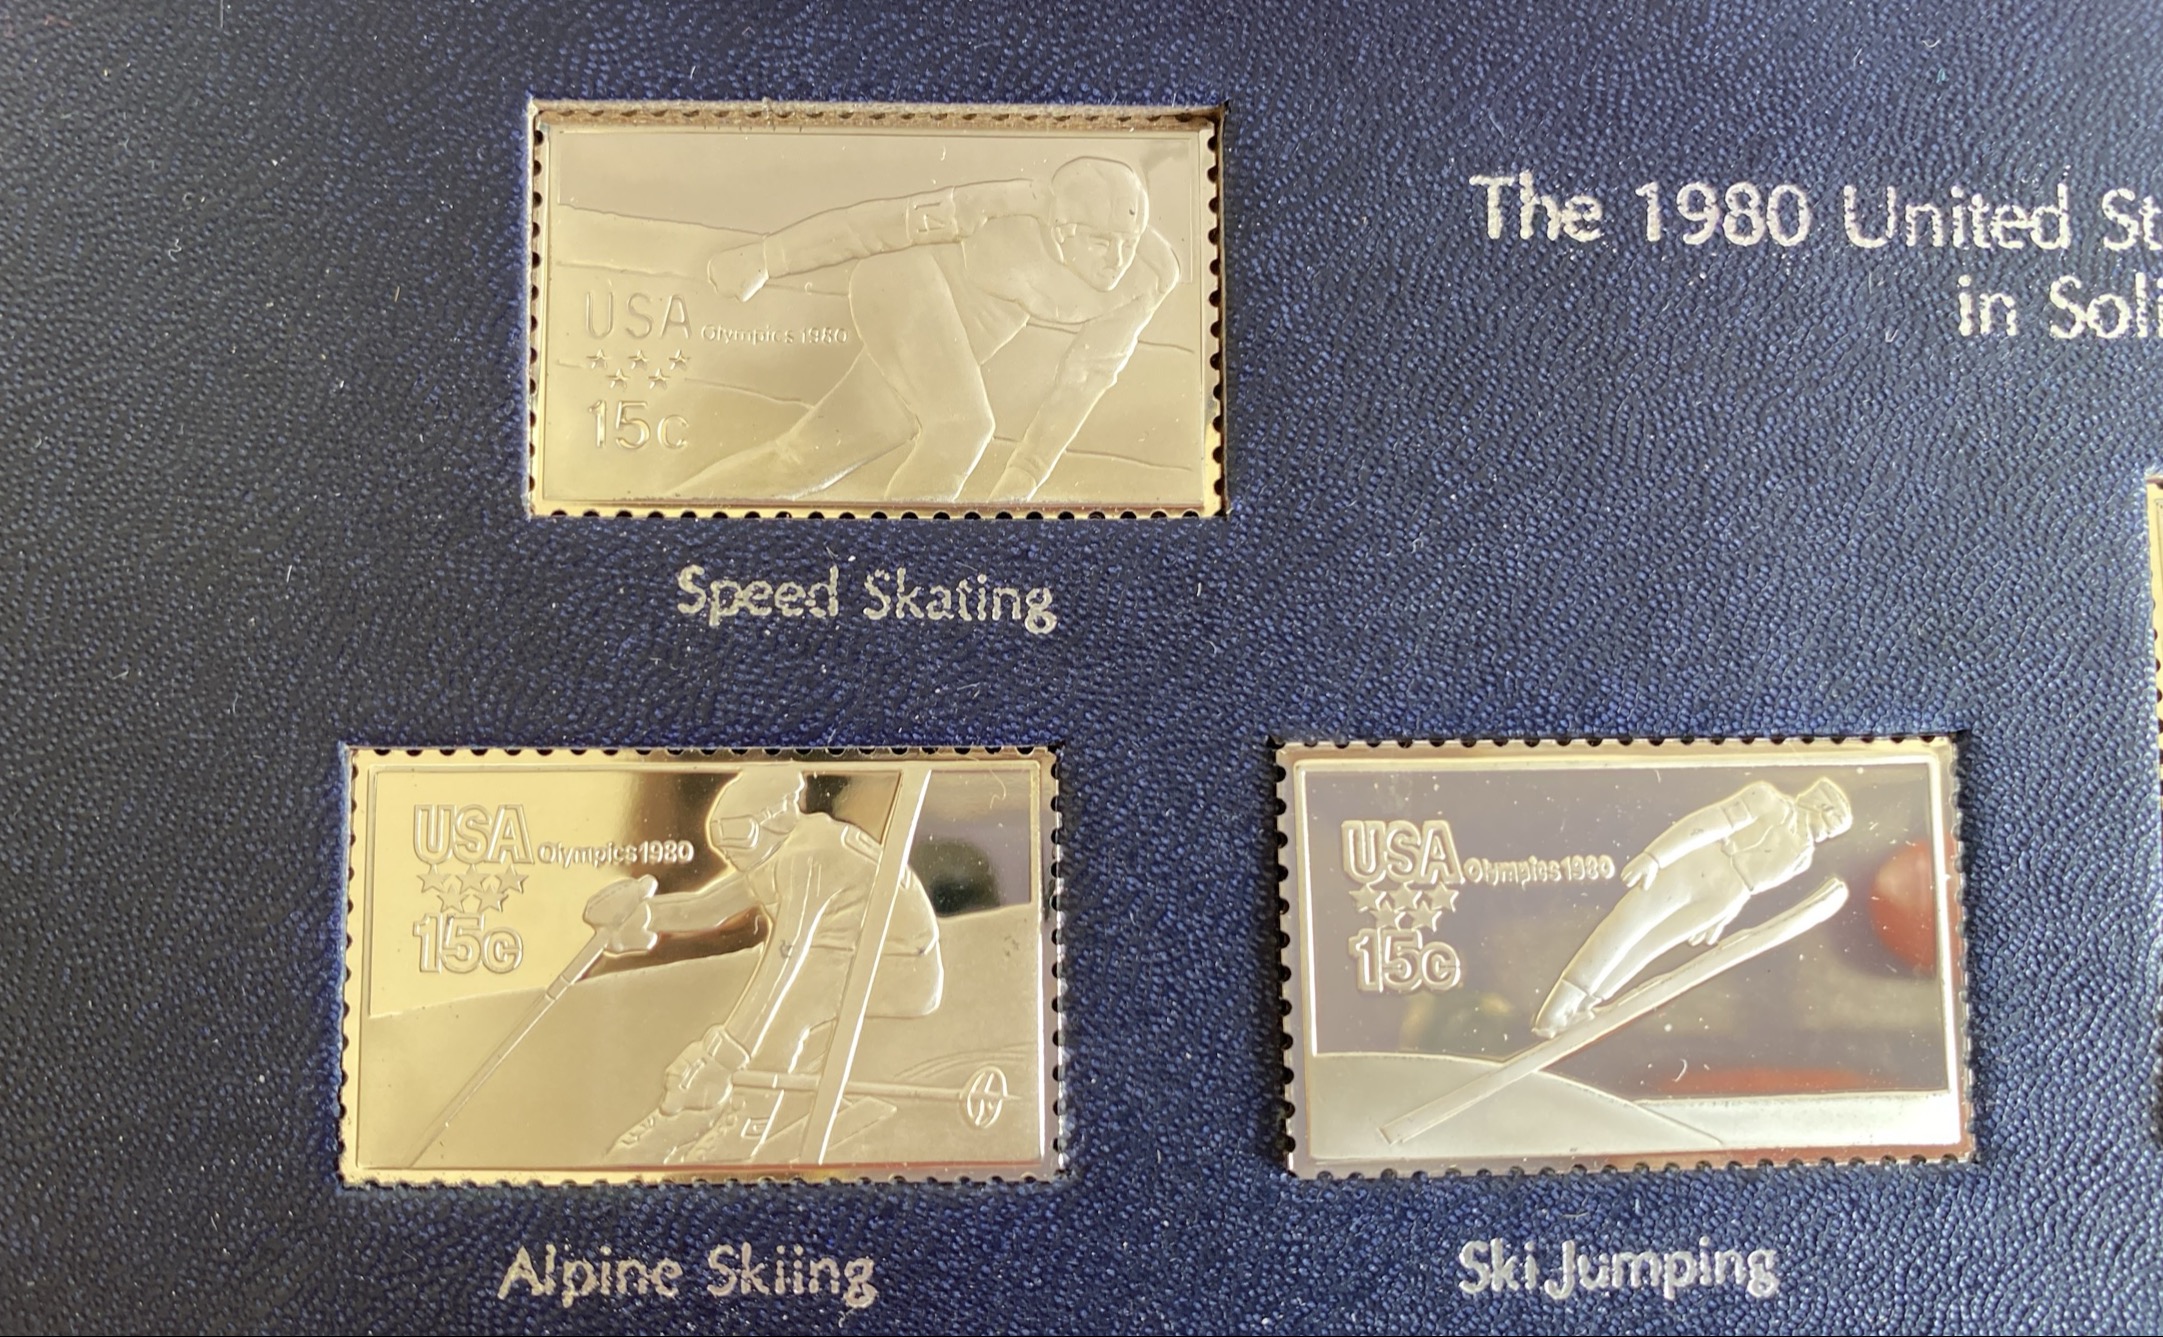 The 1980 United St
in Soli
USA Olympics 1980
15c
Speed Skating
USA Olympics 1980
15c
Alpine Skiing
USA Olympics 1980
15c
Ski Jumping